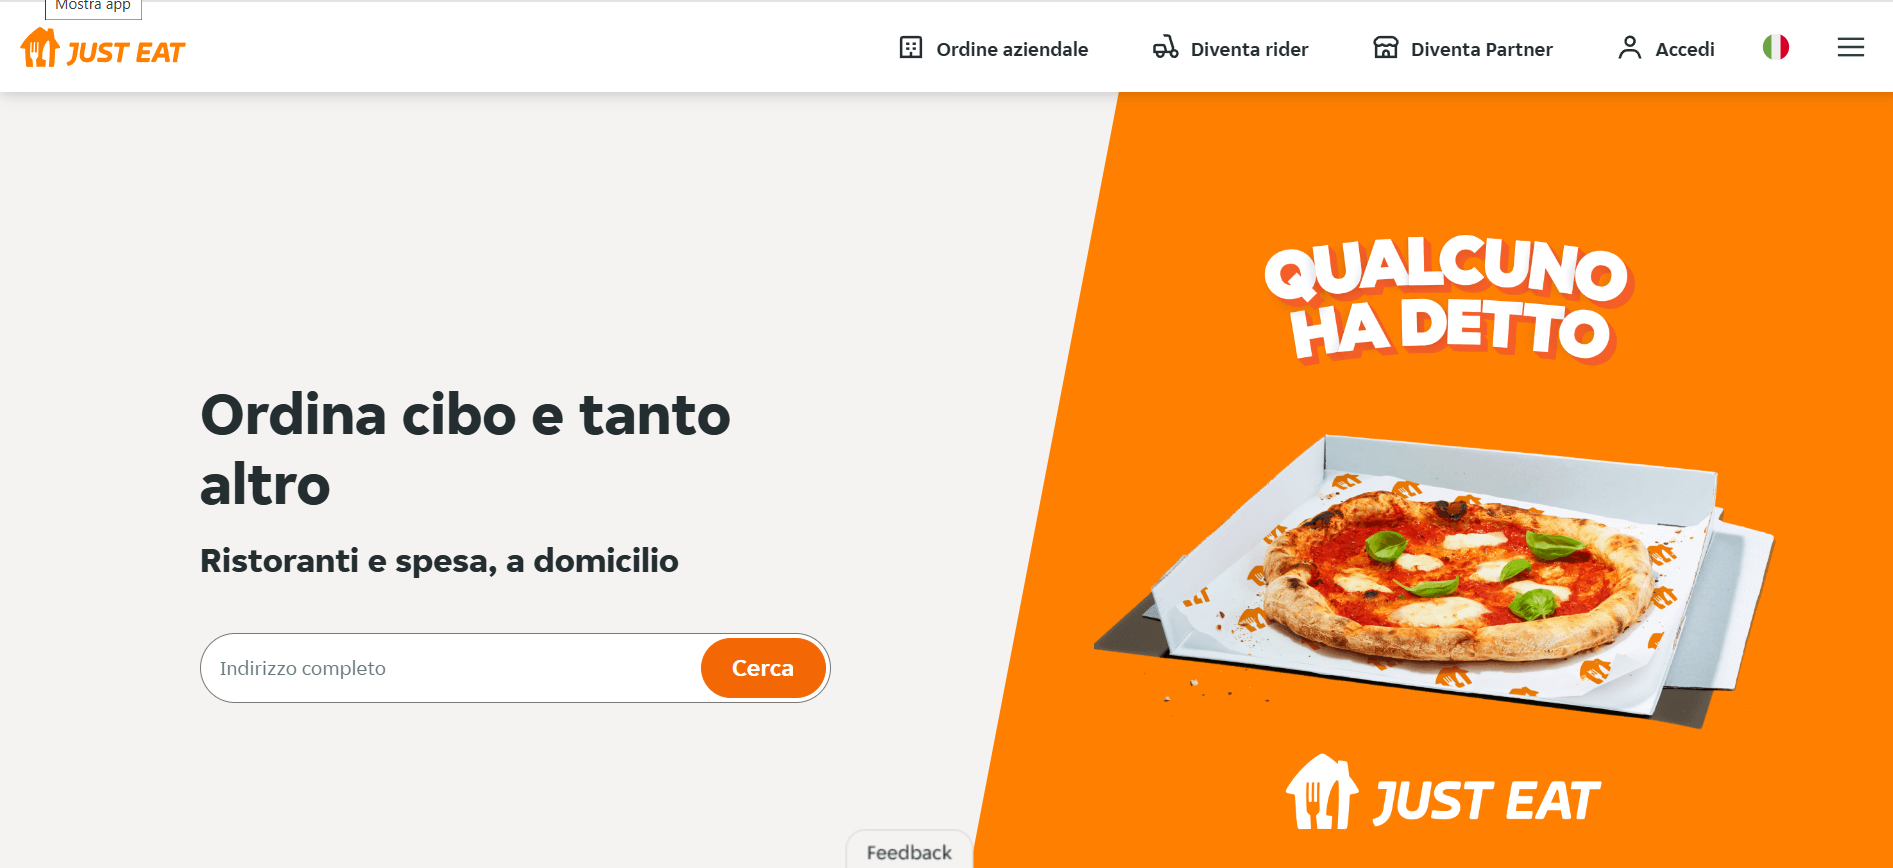 Mostra app
JUST EAT
Ordine aziendale
Diventa rider
Diventa Partner
Accedi
QUALCUNO
HA DETTO
Ordina cibo e tanto
altro
Ristoranti e spesa, a domicilio
Indirizzo completo
Cerca
JUST EAT
Feedback